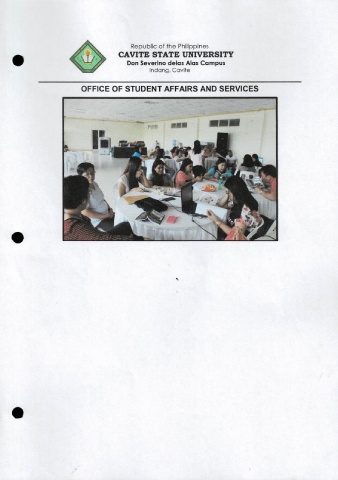 Republic of the Philippines
CAVITE STATE UNIVERSITY
Don Severino delas Alas Campus
Indang, Cavite
OFFICE OF STUDENT AFFAIRS AND SERVICES